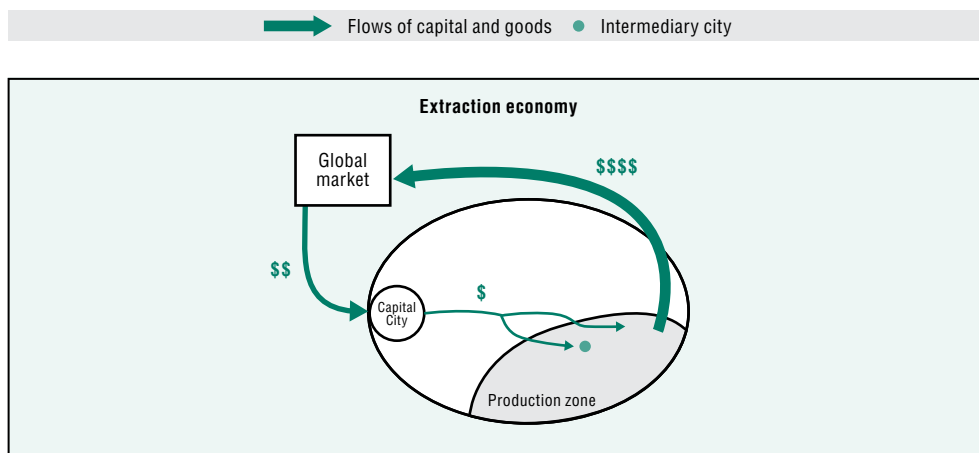 Flows of capital and goods
Intermediary city
Extraction economy
Global
market
$$$$
$$
$
Capital
City
Production zone